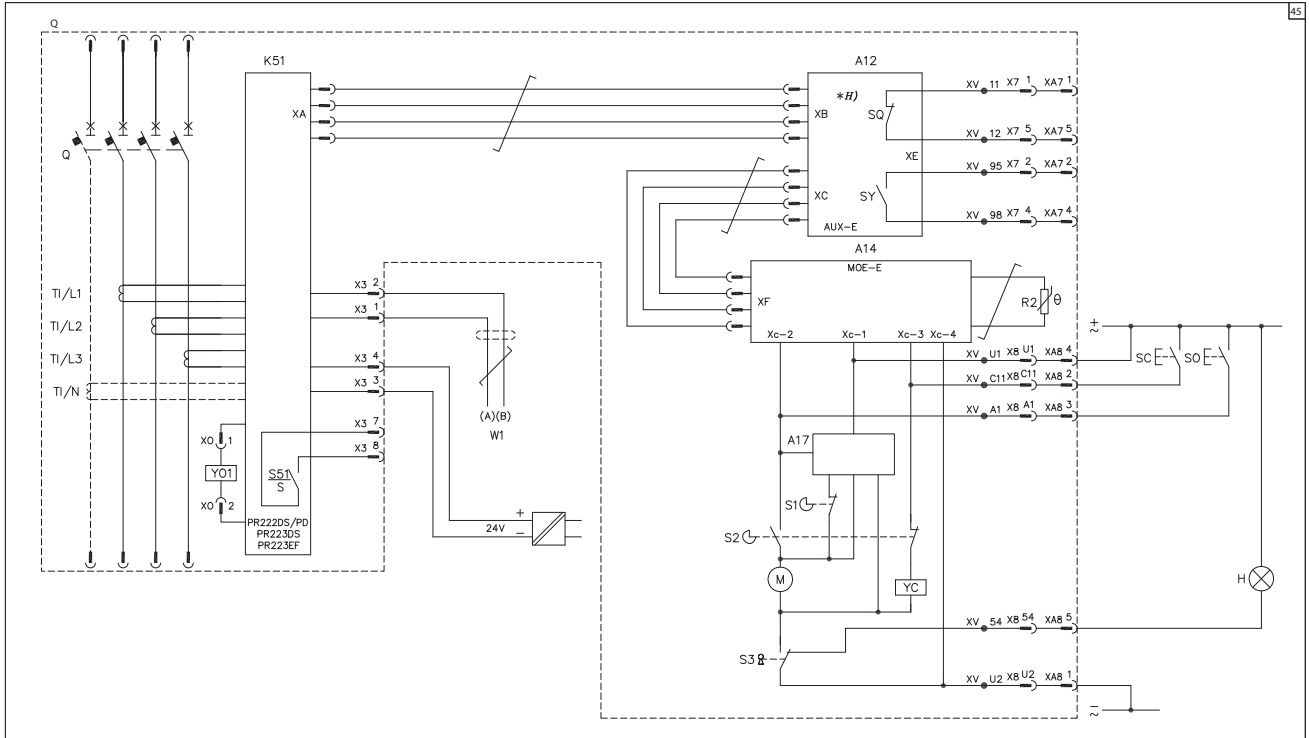 45
Q
K51
A12
XA
*H)
XB
SQ
XE
XC
SY
AUX-E
XV 11 X7 1 XA7 1
XV 12 X7 5 XA7 5
XV 95 X7 2 XA7 2
XV 98 X7 4 XA7 4
Q
A14
MOE-E
XF
R2 θ
Xc-2 Xc-1 Xc-3 Xc-4
TI/L1
TI/L2
TI/L3
TI/N
X3 2
X3 1
X3 4
X3 3
X3 7
X3 8
(A)(B)
W1
+
~
SC
SO
XV U1 X8 U1 XA8 4
XV C11 X8 C11 XA8 2
XV A1 X8 A1 XA8 3
XO 1
YO1
XO 2
S51
S
PR222DS/PD
PR223DS
PR223EF
+
24V
–
A17
S1
S2
M
YC
H
S3
XV 54 X8 54 XA8 5
XV U2 X8 U2 XA8 1
–
~